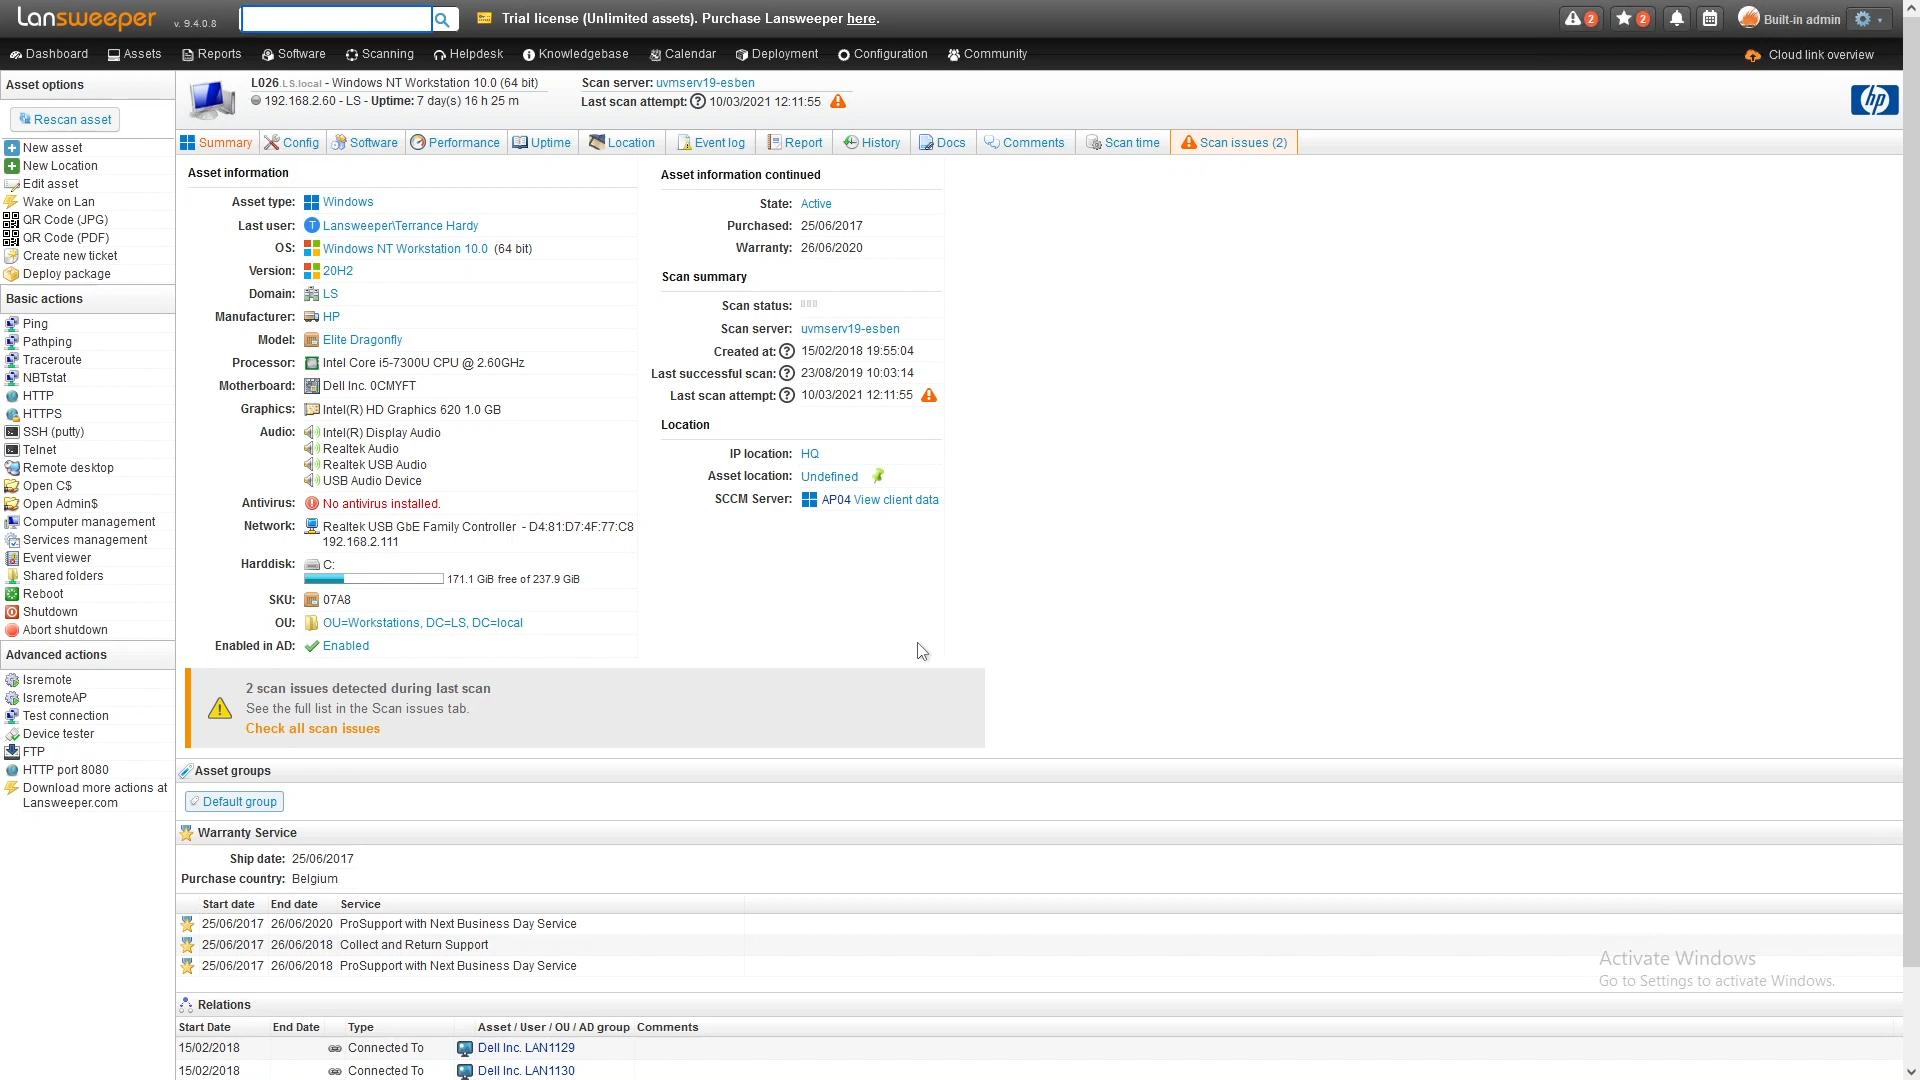 Lansweeper v. 9.4.0.8
Trial license (Unlimited assets). Purchase Lansweeper here.
2 2 Built-in admin
Dashboard Assets Reports Software Scanning Helpdesk Knowledgebase Calendar Deployment Configuration Community Cloud link overview
Asset options
Rescan asset
New asset
New Location
Edit asset
Wake on Lan
QR Code (JPG)
QR Code (PDF)
Create new ticket
Deploy package
Basic actions
Ping
Pathping
Traceroute
NBTstat
HTTP
HTTPS
SSH (putty)
Telnet
Remote desktop
Open C$
Open Admin$
Computer management
Services management
Event viewer
Shared folders
Reboot
Shutdown
Abort shutdown
Advanced actions
lsremote
lsremoteAP
Test connection
Device tester
FTP
HTTP port 8080
Download more actions at
Lansweeper.com
L026.LS.local - Windows NT Workstation 10.0 (64 bit)
192.168.2.60 - LS - Uptime: 7 day(s) 16 h 25 m
Scan server: uvmserv19-esben
Last scan attempt: ? 10/03/2021 12:11:55
hp
Summary Config Software Performance Uptime Location Event log Report History Docs Comments Scan time Scan issues (2)
Asset information
Asset type: Windows
Last user: T Lansweeper\Terrance Hardy
OS: Windows NT Workstation 10.0 (64 bit)
Version: 20H2
Domain: LS
Manufacturer: HP
Model: Elite Dragonfly
Processor: Intel Core i5-7300U CPU @ 2.60GHz
Motherboard: Dell Inc. 0CMYFT
Graphics: Intel(R) HD Graphics 620 1.0 GB
Audio: Intel(R) Display Audio
Realtek Audio
Realtek USB Audio
USB Audio Device
Antivirus: No antivirus installed.
Network: Realtek USB GbE Family Controller - D4:81:D7:4F:77:C8
192.168.2.111
Harddisk: C:
171.1 GiB free of 237.9 GiB
SKU: 07A8
OU: OU=Workstations, DC=LS, DC=local
Enabled in AD: Enabled
Asset information continued
State: Active
Purchased: 25/06/2017
Warranty: 26/06/2020
Scan summary
Scan status:
Scan server: uvmserv19-esben
Created at: ? 15/02/2018 19:55:04
Last successful scan: ? 23/08/2019 10:03:14
Last scan attempt: ? 10/03/2021 12:11:55
Location
IP location: HQ
Asset location: Undefined
SCCM Server: AP04 View client data
2 scan issues detected during last scan
See the full list in the Scan issues tab.
Check all scan issues
Asset groups
Default group
Warranty Service
Ship date: 25/06/2017
Purchase country: Belgium
Start date End date Service
25/06/2017 26/06/2020 ProSupport with Next Business Day Service
25/06/2017 26/06/2018 Collect and Return Support
25/06/2017 26/06/2018 ProSupport with Next Business Day Service
Relations
Start Date End Date Type Asset / User / OU / AD group Comments
15/02/2018 Connected To Dell Inc. LAN1129
15/02/2018 Connected To Dell Inc. LAN1130
Activate Windows
Go to Settings to activate Windows.